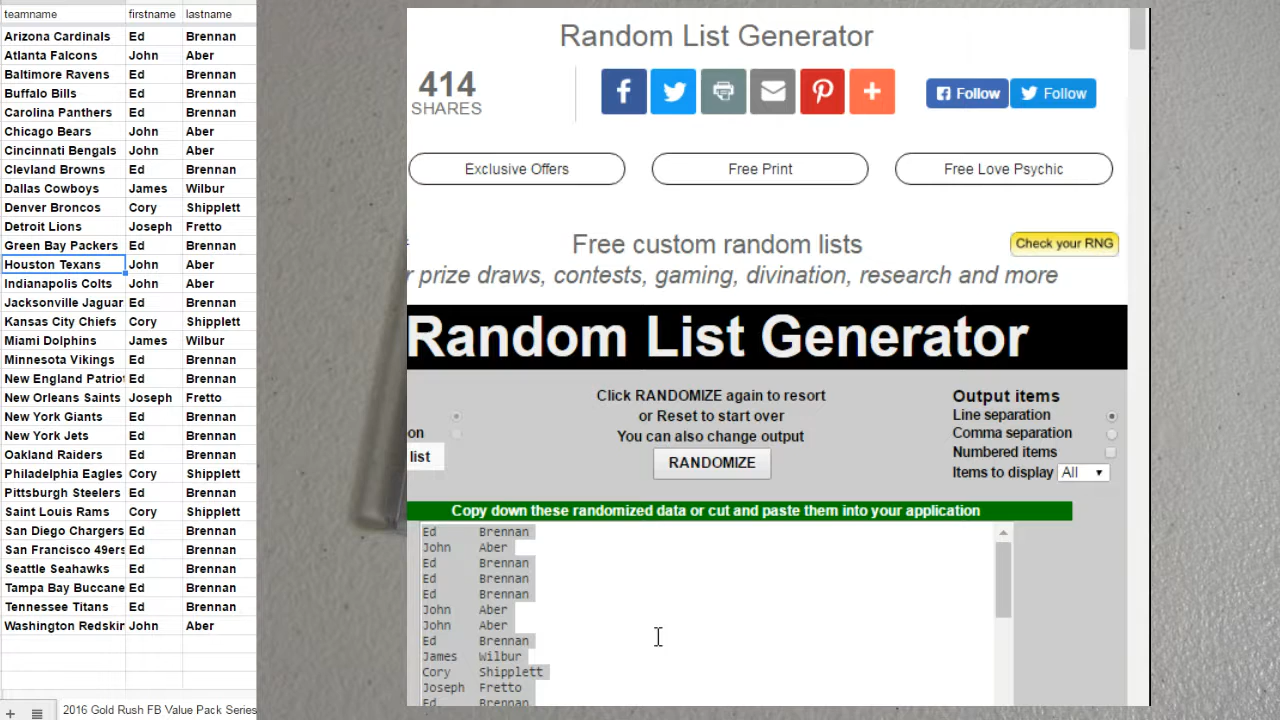 teamname firstname lastname
Arizona Cardinals Ed Brennan
Atlanta Falcons John Aber
Baltimore Ravens Ed Brennan
Buffalo Bills Ed Brennan
Carolina Panthers Ed Brennan
Chicago Bears John Aber
Cincinnati Bengals John Aber
Clevland Browns Ed Brennan
Dallas Cowboys James Wilbur
Denver Broncos Cory Shipplett
Detroit Lions Joseph Fretto
Green Bay Packers Ed Brennan
Houston Texans John Aber
Indianapolis Colts John Aber
Jacksonville Jaguar Ed Brennan
Kansas City Chiefs Cory Shipplett
Miami Dolphins James Wilbur
Minnesota Vikings Ed Brennan
New England Patriot Ed Brennan
New Orleans Saints Joseph Fretto
New York Giants Ed Brennan
New York Jets Ed Brennan
Oakland Raiders Ed Brennan
Philadelphia Eagles Cory Shipplett
Pittsburgh Steelers Ed Brennan
Saint Louis Rams Cory Shipplett
San Diego Chargers Ed Brennan
San Francisco 49ers Ed Brennan
Seattle Seahawks Ed Brennan
Tampa Bay Buccane Ed Brennan
Tennessee Titans Ed Brennan
Washington Redskin John Aber
2016 Gold Rush FB Value Pack Series
Random List Generator
414
SHARES
Follow Follow
Exclusive Offers Free Print Free Love Psychic
Free custom random lists
Check your RNG
r prize draws, contests, gaming, divination, research and more
Random List Generator
Click RANDOMIZE again to resort
or Reset to start over
You can also change output
RANDOMIZE
on
list
Output items
Line separation
Comma separation
Numbered items
Items to display All
Copy down these randomized data or cut and paste them into your application
Ed Brennan
John Aber
Ed Brennan
Ed Brennan
Ed Brennan
John Aber
John Aber
Ed Brennan
James Wilbur
Cory Shipplett
Joseph Fretto
Ed Brennan